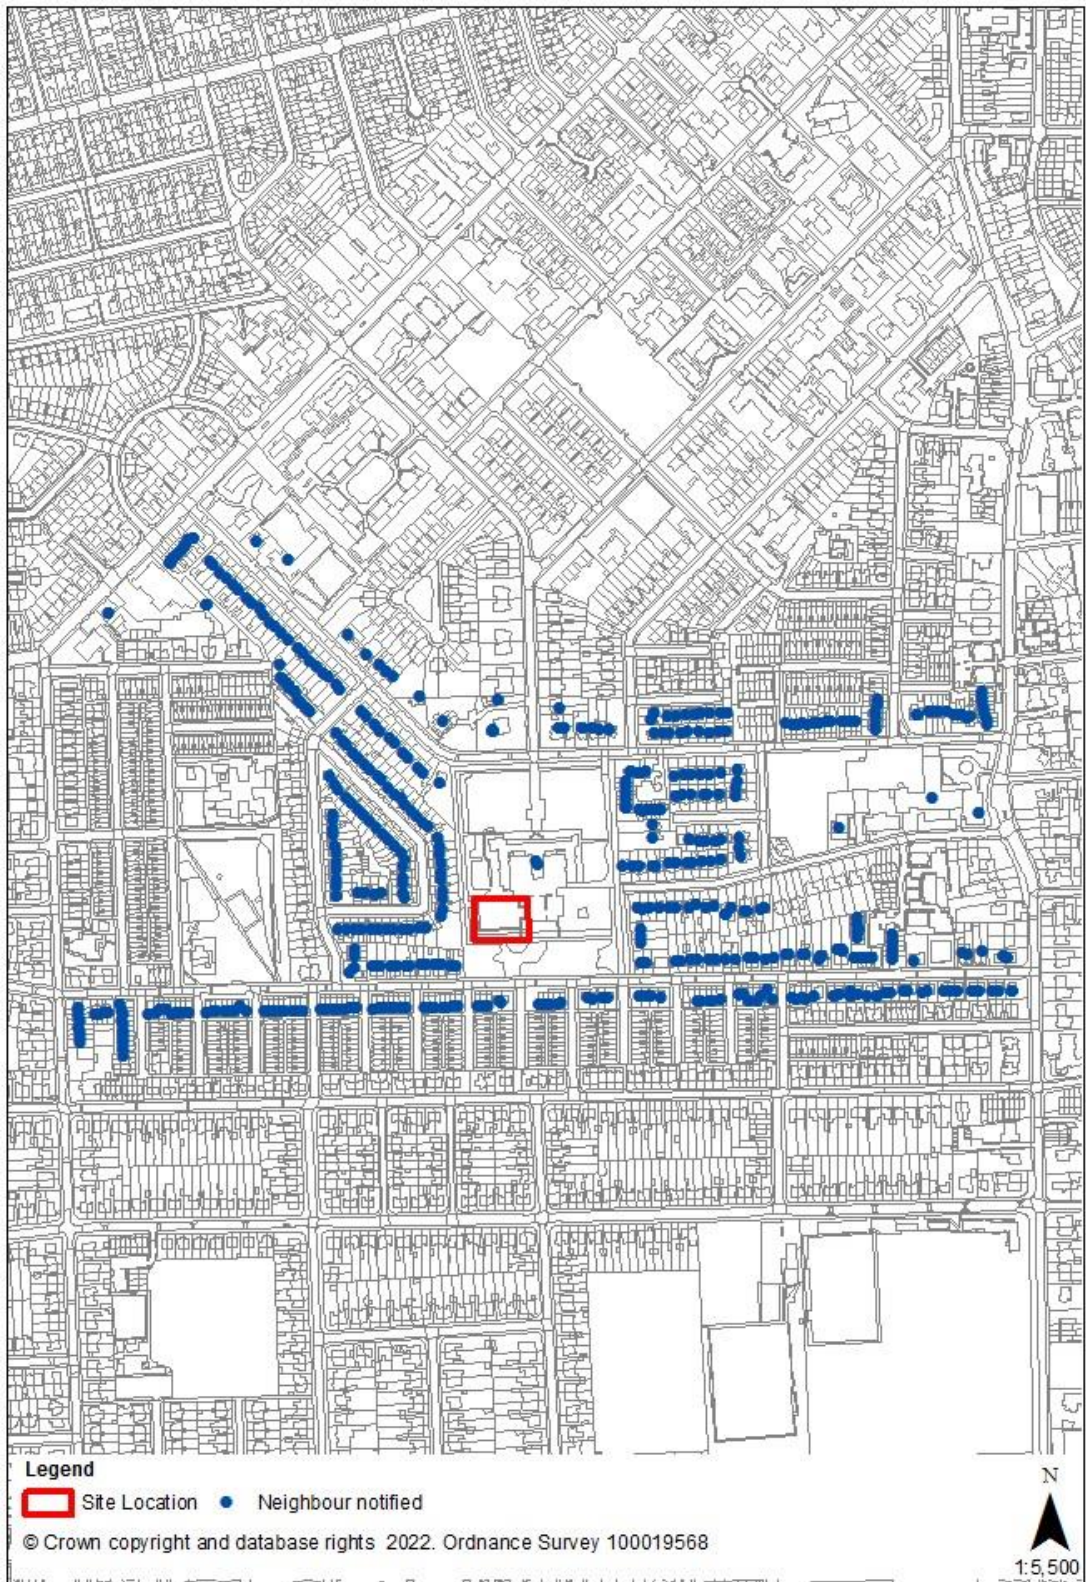 Legend
Site Location Neighbour notified
© Crown copyright and database rights 2022. Ordnance Survey 100019568
N
1:5,500